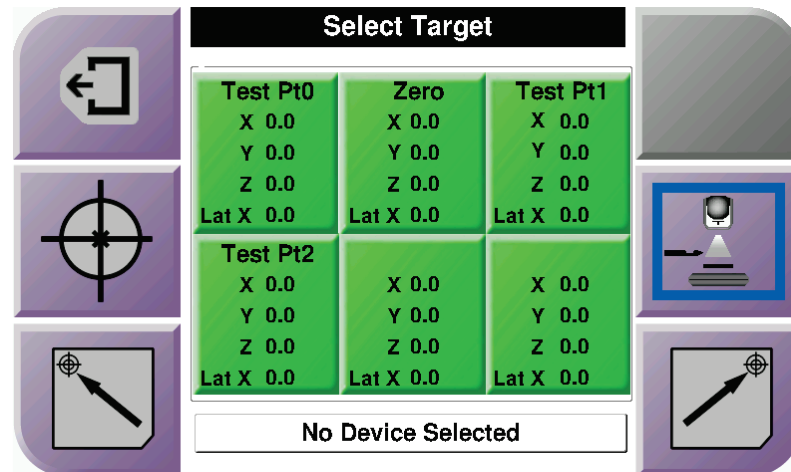 Select Target
Test Pt0
X 0.0
Y 0.0
Z 0.0
Lat X 0.0
Zero
X 0.0
Y 0.0
Z 0.0
Lat X 0.0
Test Pt1
X 0.0
Y 0.0
Z 0.0
Lat X 0.0
Test Pt2
X 0.0
Y 0.0
Z 0.0
Lat X 0.0
X 0.0
Y 0.0
Z 0.0
Lat X 0.0
X 0.0
Y 0.0
Z 0.0
Lat X 0.0
No Device Selected